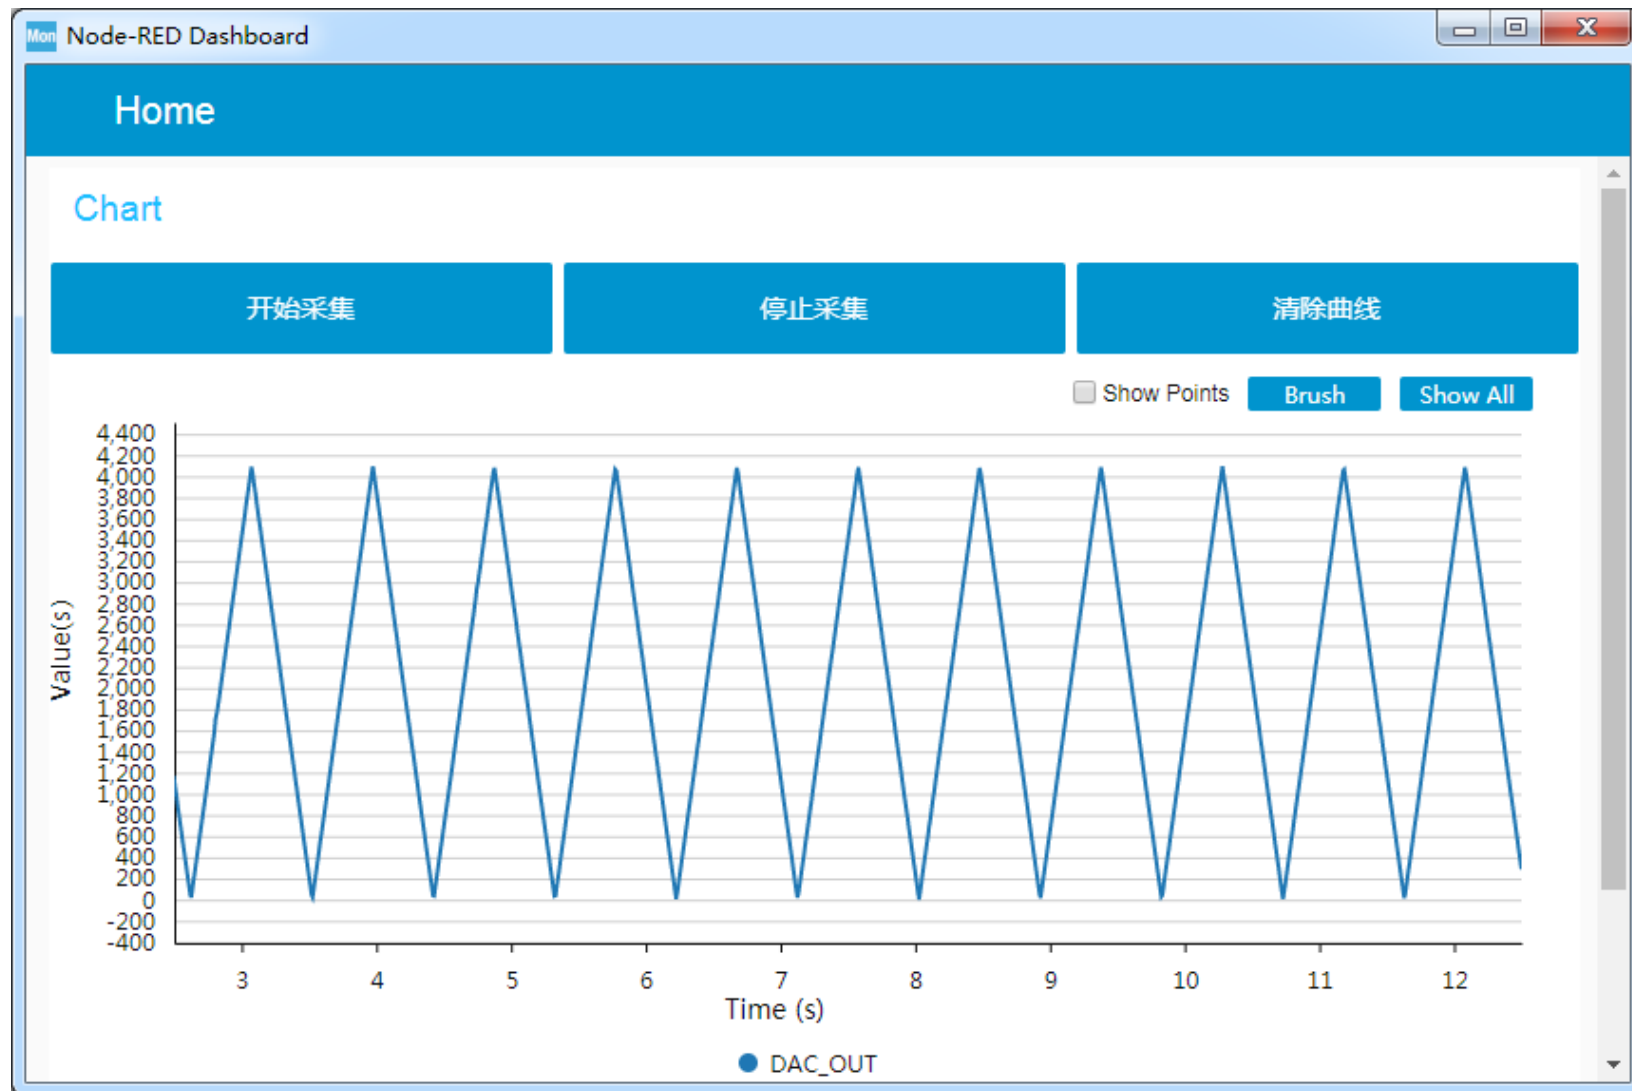 Mon Node-RED Dashboard
Home
Chart
开始采集 停止采集 清除曲线
Show Points Brush Show All
4,400
4,200
4,000
3,800
3,600
3,400
3,200
3,000
2,800
2,600
2,400
2,200
2,000
1,800
1,600
1,400
1,200
1,000
800
600
400
200
0
-200
-400
Value(s)
3 4 5 6 7 8 9 10 11 12
Time (s)
DAC_OUT